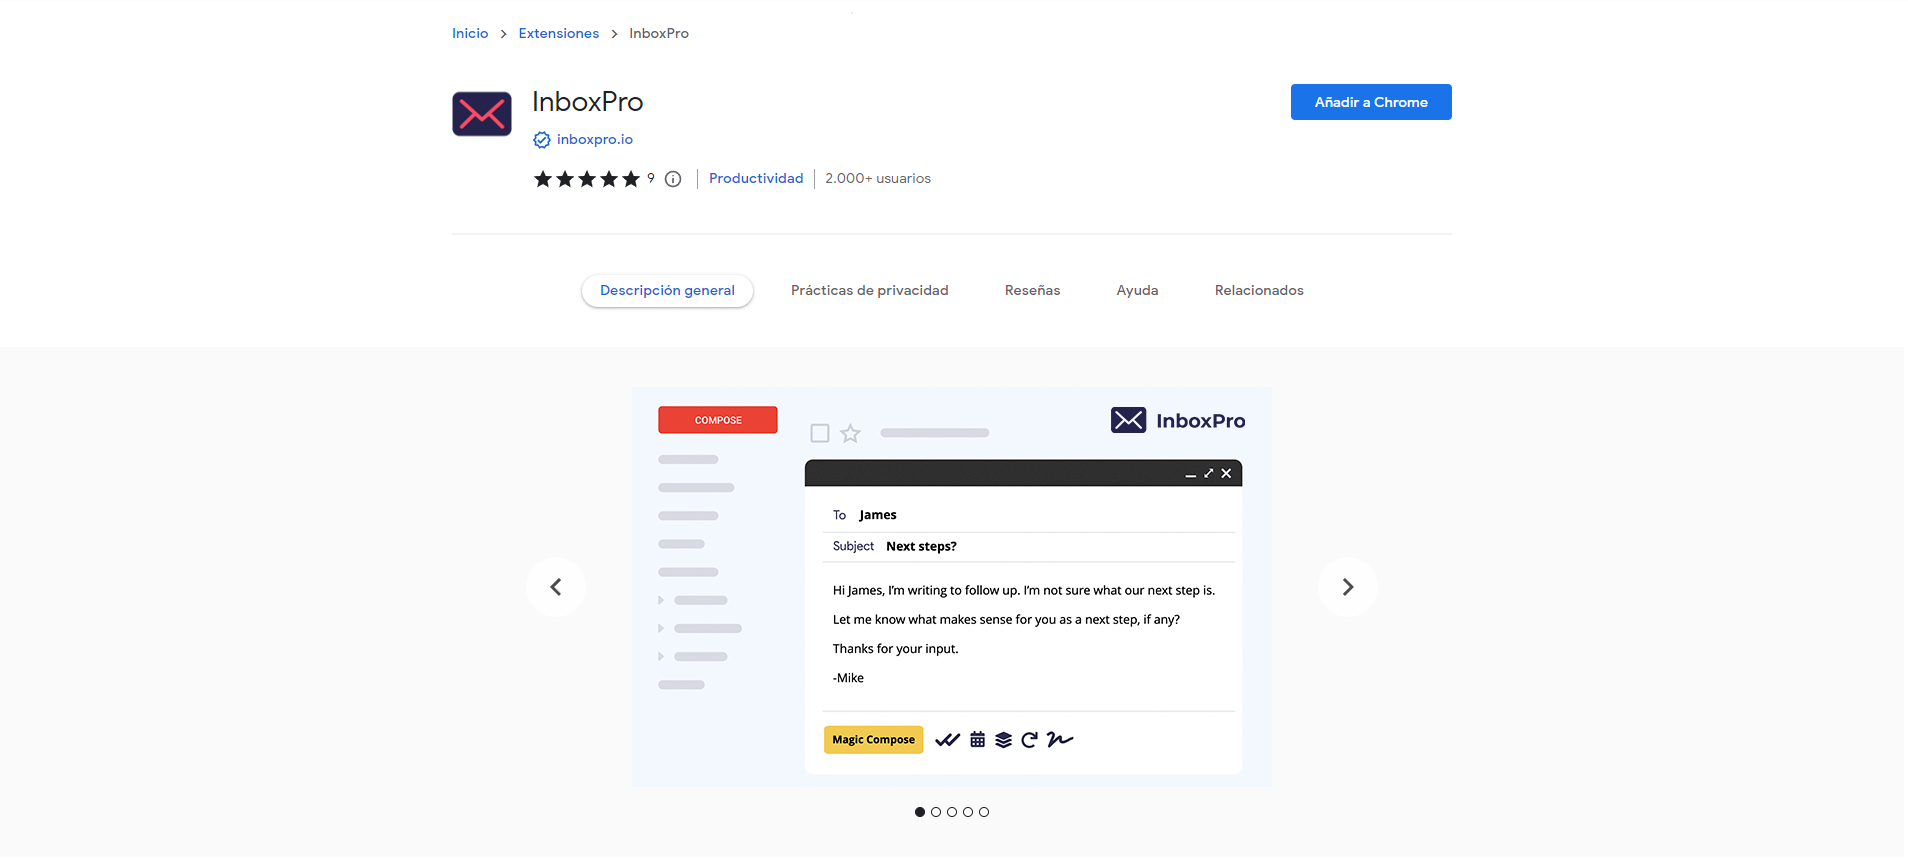 Inicio > Extensiones > InboxPro
InboxPro
Añadir a Chrome
inboxpro.io
9 Productividad 2.000+ usuarios
Descripción general Prácticas de privacidad Reseñas Ayuda Relacionados
COMPOSE
InboxPro
To James
Subject Next steps?
Hi James, I'm writing to follow up. I'm not sure what our next step is.
Let me know what makes sense for you as a next step, if any?
Thanks for your input.
-Mike
Magic Compose